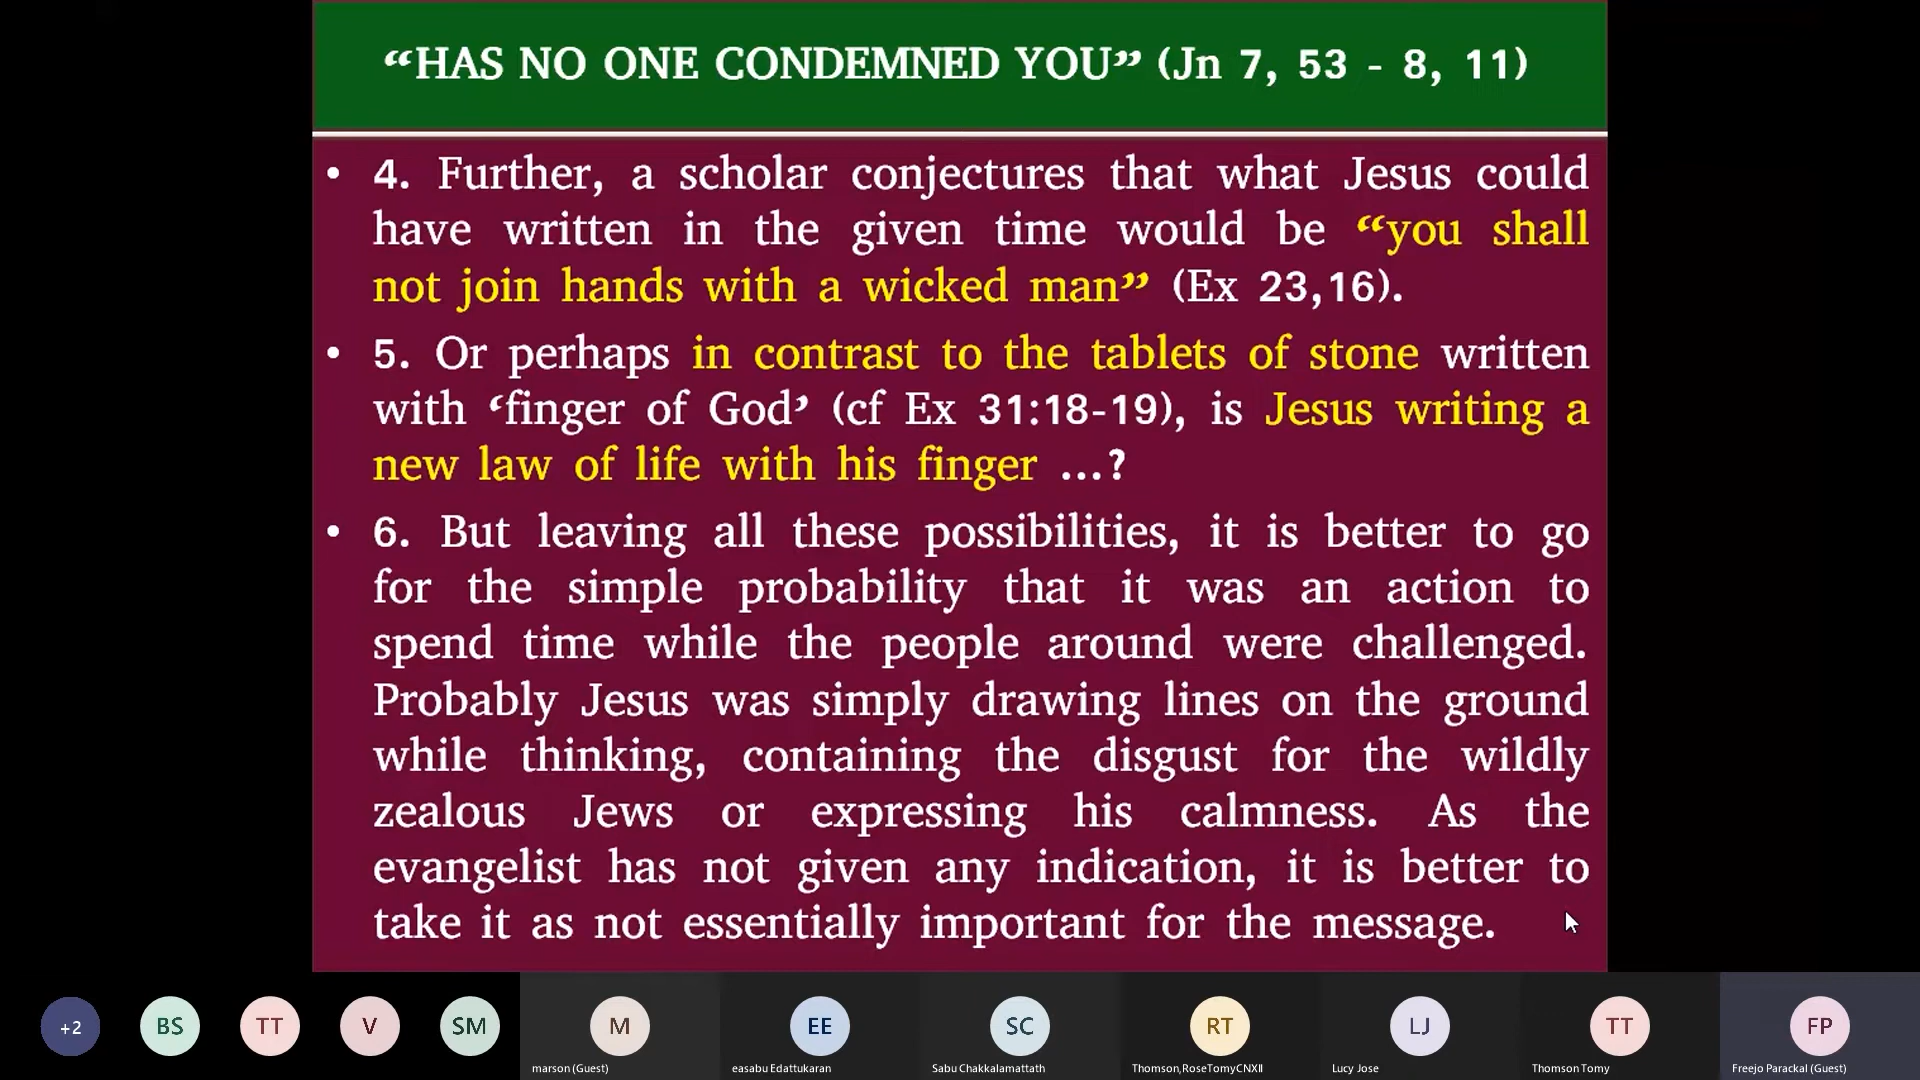 “HAS NO ONE CONDEMNED YOU” (Jn 7, 53 - 8, 11)
• 4. Further, a scholar conjectures that what Jesus could
have written in the given time would be “you shall
not join hands with a wicked man” (Ex 23,16).
• 5. Or perhaps in contrast to the tablets of stone written
with ‘finger of God’ (cf Ex 31:18-19), is Jesus writing a
new law of life with his finger ...?
• 6. But leaving all these possibilities, it is better to go
for the simple probability that it was an action to
spend time while the people around were challenged.
Probably Jesus was simply drawing lines on the ground
while thinking, containing the disgust for the wildly
zealous Jews or expressing his calmness. As the
evangelist has not given any indication, it is better to
take it as not essentially important for the message.
+2 BS TT V SM M EE SC RT LJ TT FP
marson (Guest) easabu Edattukaran Sabu Chakkalamattath Thomson,RoseTomyCNXII Lucy Jose Thomson Tomy Freejo Parackal (Guest)